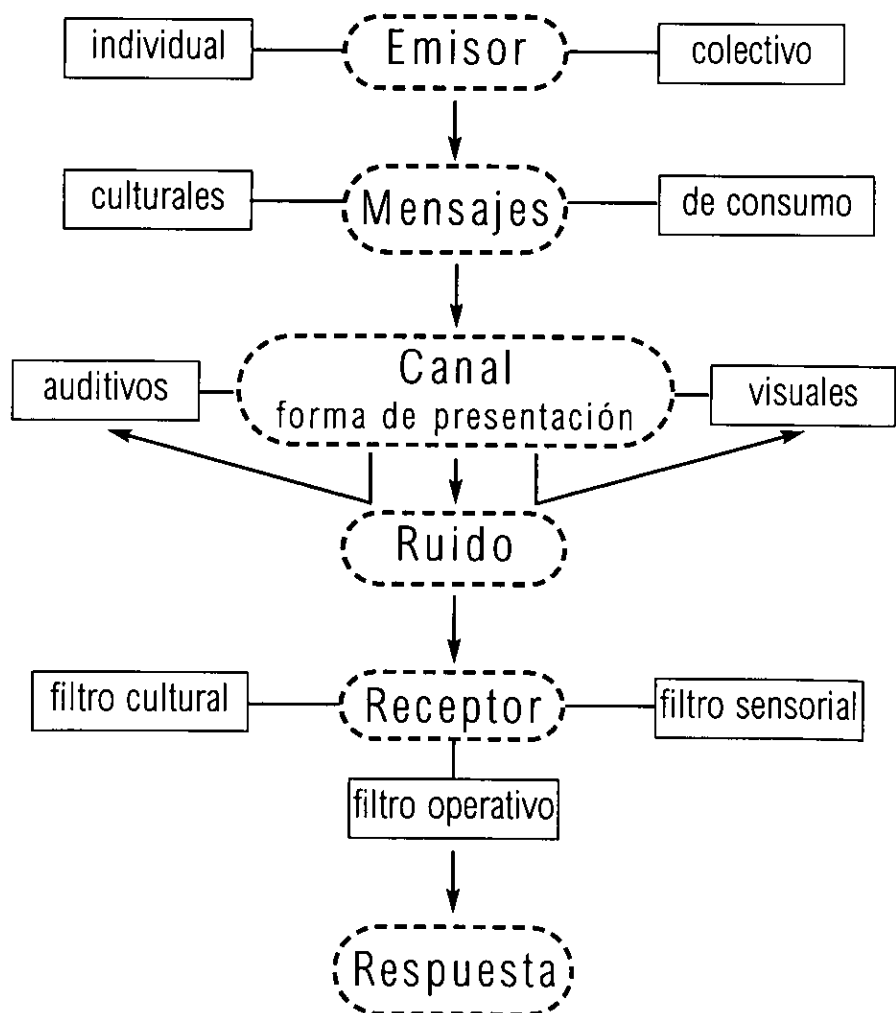 individual
Emisor
colectivo
culturales
Mensajes
de consumo
Canal
forma de presentación
auditivos
visuales
Ruido
filtro cultural
Receptor
filtro sensorial
filtro operativo
Respuesta